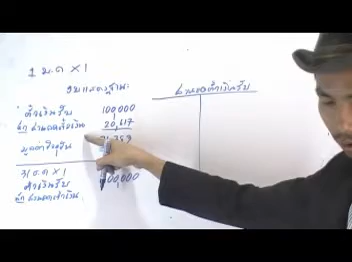 1 ม.ค x1
งบแสดงฐานะ
ตั๋วเงินรับ 100,000
หัก ส่วนลดตั๋วเงิน 20,617
มูลค่าปัจจุบัน
31 ธ.ค x1
ตั๋วเงินรับ 100,000
หัก ส่วนลดตั๋วเงิน
ส่วนลดตั๋วเงินรับ